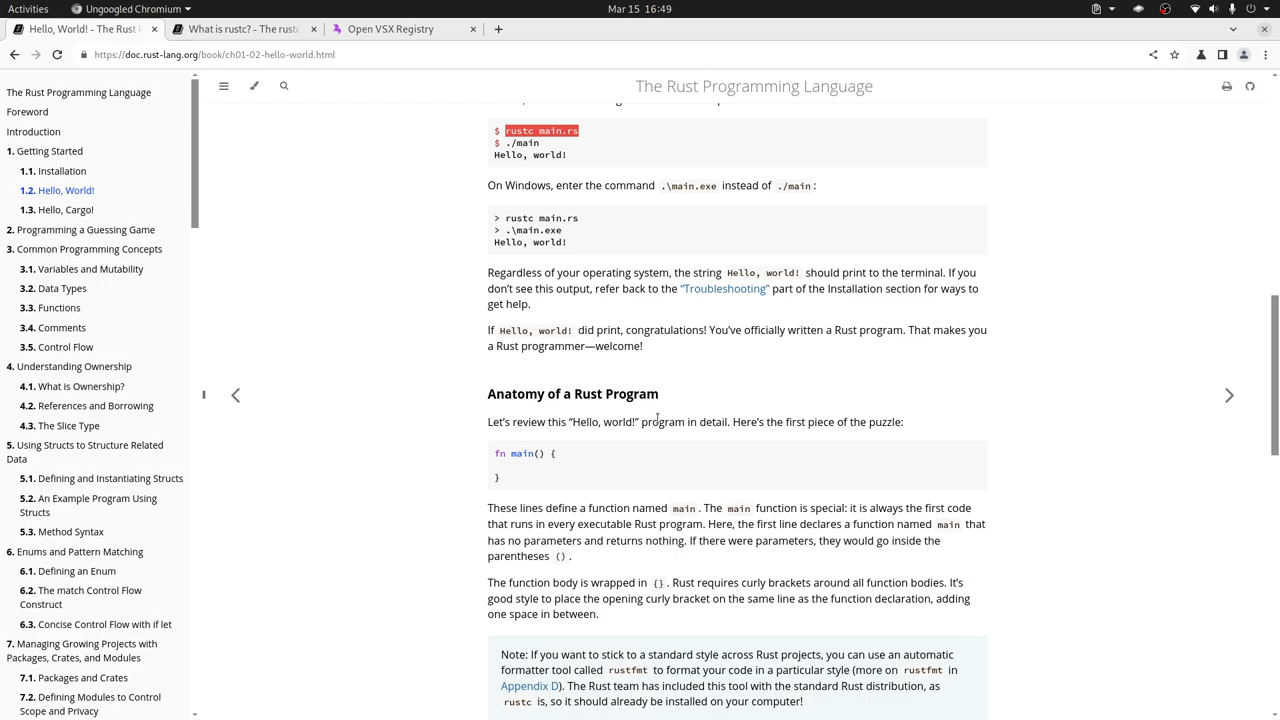 Activities
Ungoogled Chromium
Mar 15 16:49
Hello, World! - The Rust P
What is rustc? - The rustc
Open VSX Registry
https://doc.rust-lang.org/book/ch01-02-hello-world.html
The Rust Programming Language
Foreword
Introduction
1. Getting Started
1.1. Installation
1.2. Hello, World!
1.3. Hello, Cargo!
2. Programming a Guessing Game
3. Common Programming Concepts
3.1. Variables and Mutability
3.2. Data Types
3.3. Functions
3.4. Comments
3.5. Control Flow
4. Understanding Ownership
4.1. What is Ownership?
4.2. References and Borrowing
4.3. The Slice Type
5. Using Structs to Structure Related
Data
5.1. Defining and Instantiating Structs
5.2. An Example Program Using
Structs
5.3. Method Syntax
6. Enums and Pattern Matching
6.1. Defining an Enum
6.2. The match Control Flow
Construct
6.3. Concise Control Flow with if let
7. Managing Growing Projects with
Packages, Crates, and Modules
7.1. Packages and Crates
7.2. Defining Modules to Control
Scope and Privacy
The Rust Programming Language
$ rustc main.rs
$ ./main
Hello, world!
On Windows, enter the command .\main.exe instead of ./main:
> rustc main.rs
> .\main.exe
Hello, world!
Regardless of your operating system, the string Hello, world! should print to the terminal. If you
don’t see this output, refer back to the “Troubleshooting” part of the Installation section for ways to
get help.
If Hello, world! did print, congratulations! You’ve officially written a Rust program. That makes you
a Rust programmer—welcome!
Anatomy of a Rust Program
Let’s review this “Hello, world!” program in detail. Here’s the first piece of the puzzle:
fn main() {
}
These lines define a function named main. The main function is special: it is always the first code
that runs in every executable Rust program. Here, the first line declares a function named main that
has no parameters and returns nothing. If there were parameters, they would go inside the
parentheses ().
The function body is wrapped in {}. Rust requires curly brackets around all function bodies. It’s
good style to place the opening curly bracket on the same line as the function declaration, adding
one space in between.
Note: If you want to stick to a standard style across Rust projects, you can use an automatic
formatter tool called rustfmt to format your code in a particular style (more on rustfmt in
Appendix D). The Rust team has included this tool with the standard Rust distribution, as
rustc is, so it should already be installed on your computer!